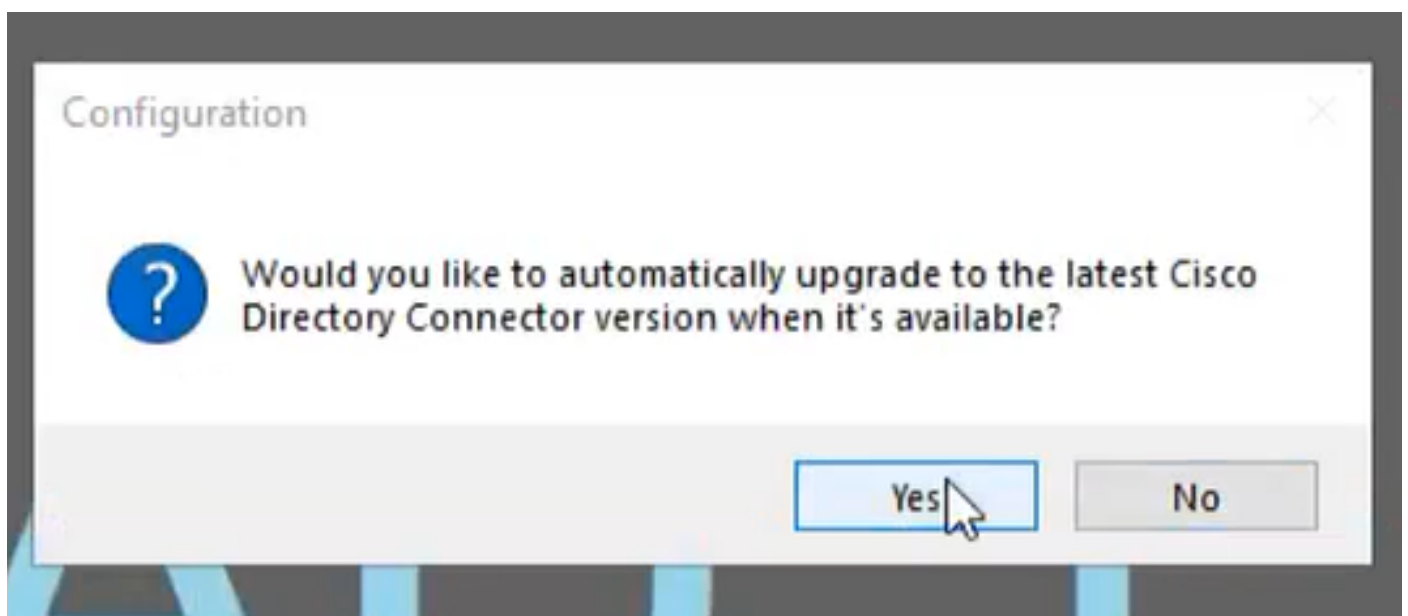 Configuration
Would you like to automatically upgrade to the latest Cisco
Directory Connector version when it's available?
Yes
No